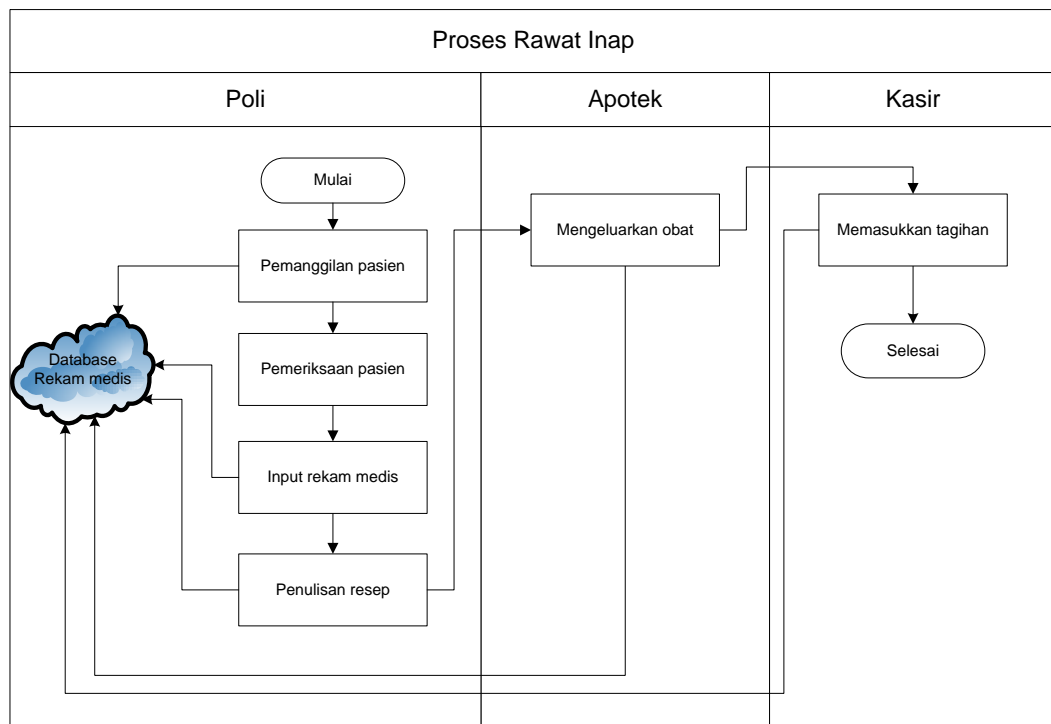 Proses Rawat Inap
Poli
Apotek
Kasir
Mulai
Pemanggilan pasien
Database
Rekam medis
Pemeriksaan pasien
Input rekam medis
Penulisan resep
Mengeluarkan obat
Memasukkan tagihan
Selesai